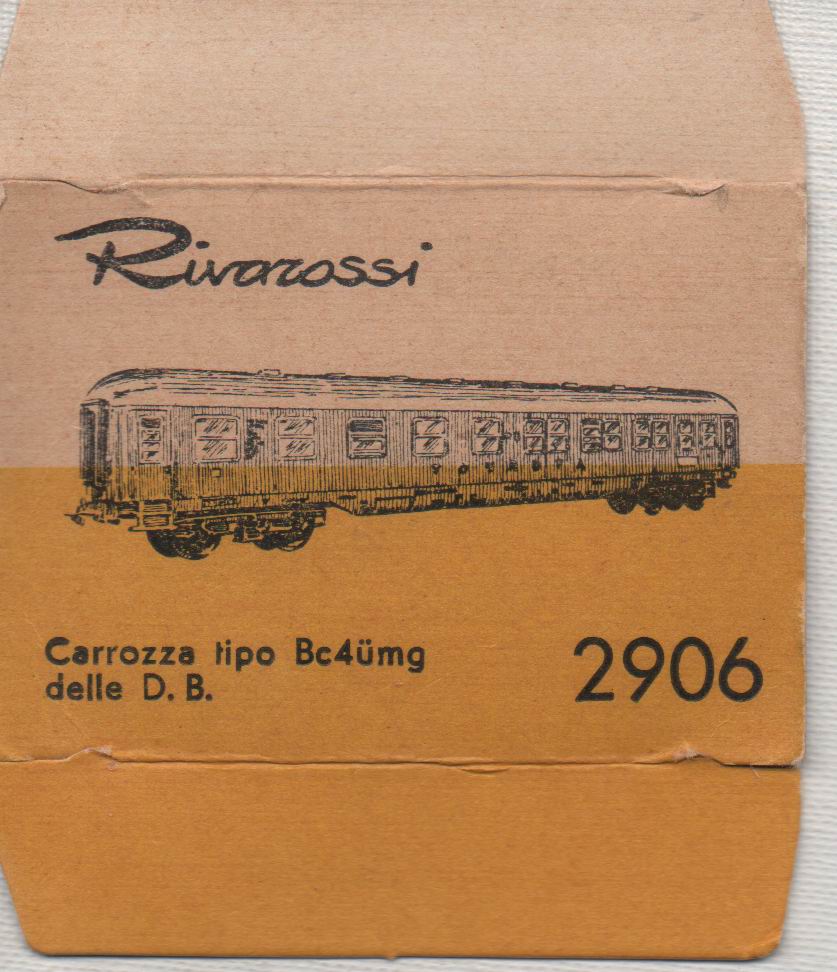 Rivarossi
Carrozza tipo Bc4ümg
delle D. B.
2906